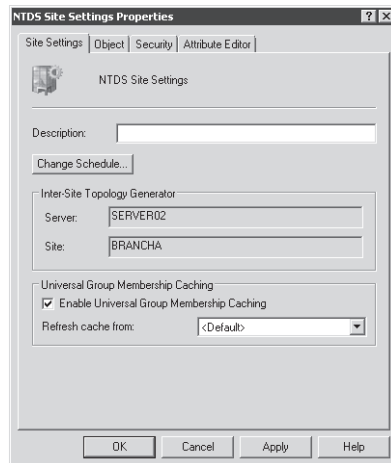 NTDS Site Settings Properties
Site Settings Object Security Attribute Editor
NTDS Site Settings
Description:
Change Schedule...
Inter-Site Topology Generator
Server: SERVER02
Site: BRANCHA
Universal Group Membership Caching
Enable Universal Group Membership Caching
Refresh cache from: <Default>
OK Cancel Apply Help